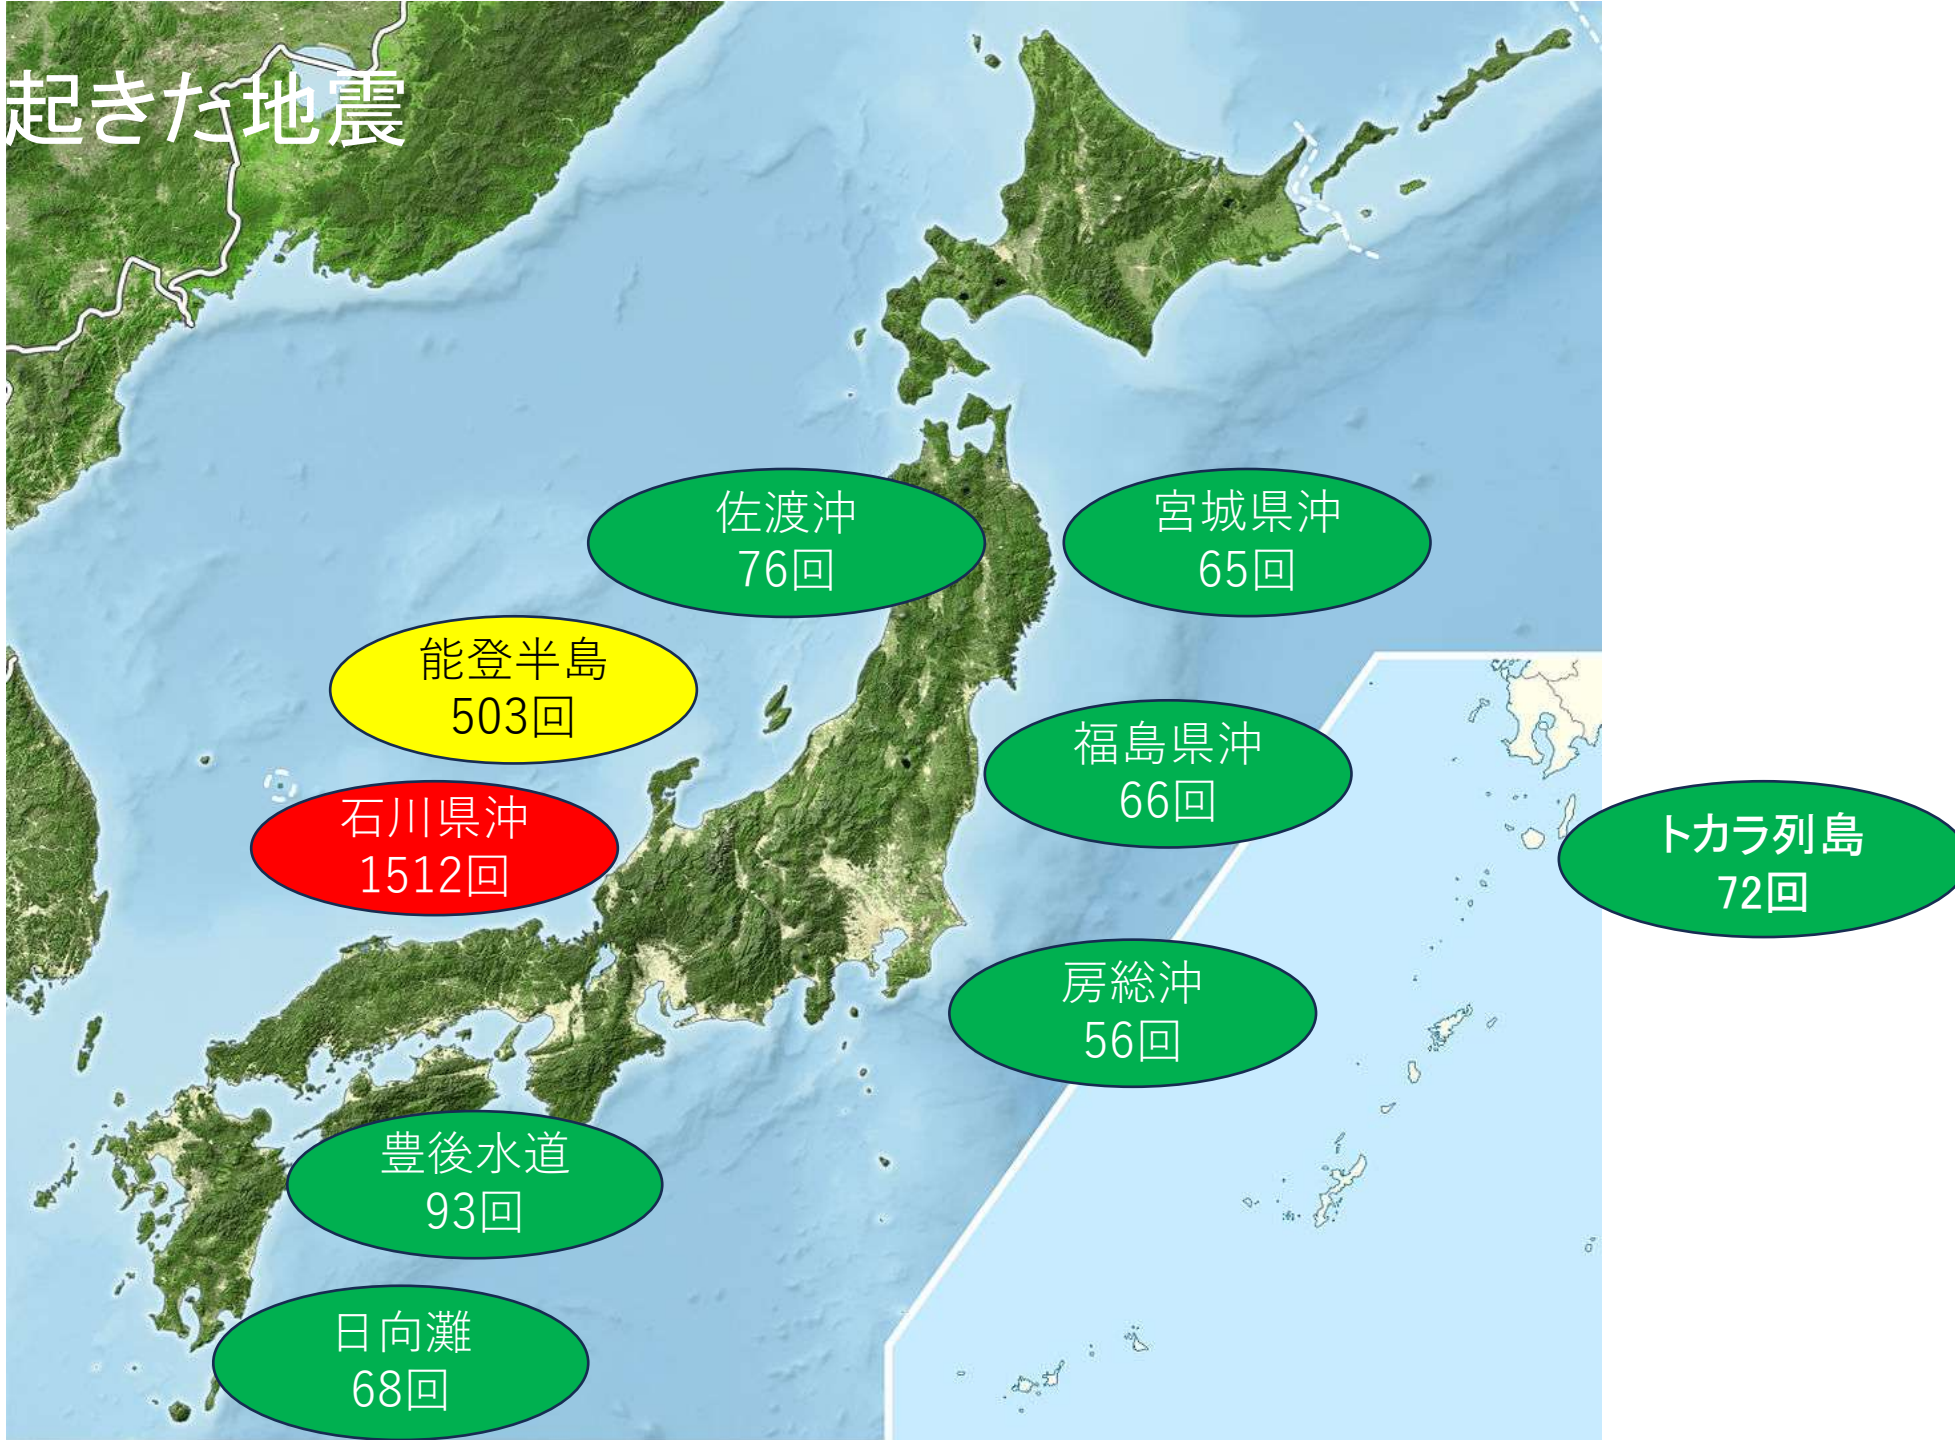 起きた地震
佐渡沖
76回
宮城県沖
65回
能登半島
503回
福島県沖
66回
石川県沖
1512回
トカラ列島
72回
房総沖
56回
豊後水道
93回
日向灘
68回